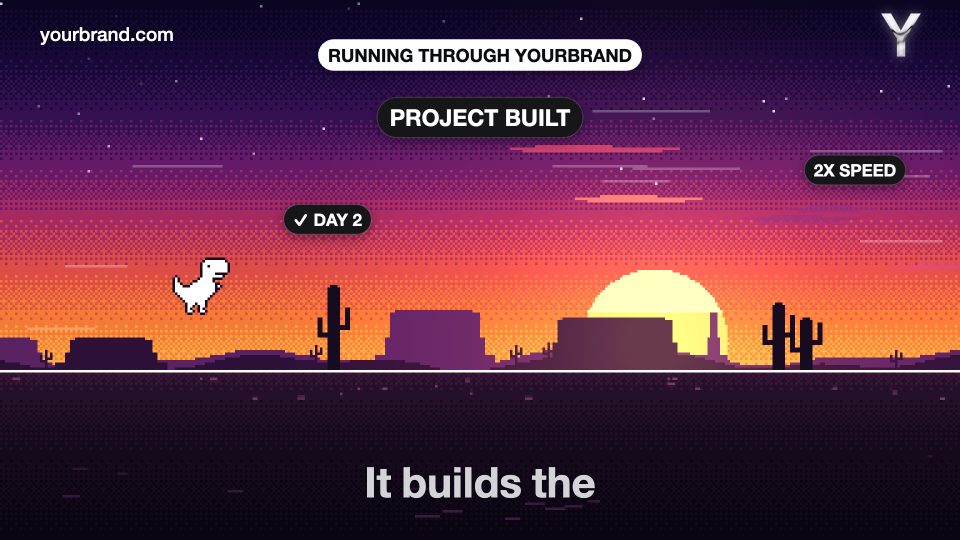 yourbrand.com
Y
RUNNING THROUGH YOURBRAND
PROJECT BUILT
2X SPEED
✓ DAY 2
It builds the